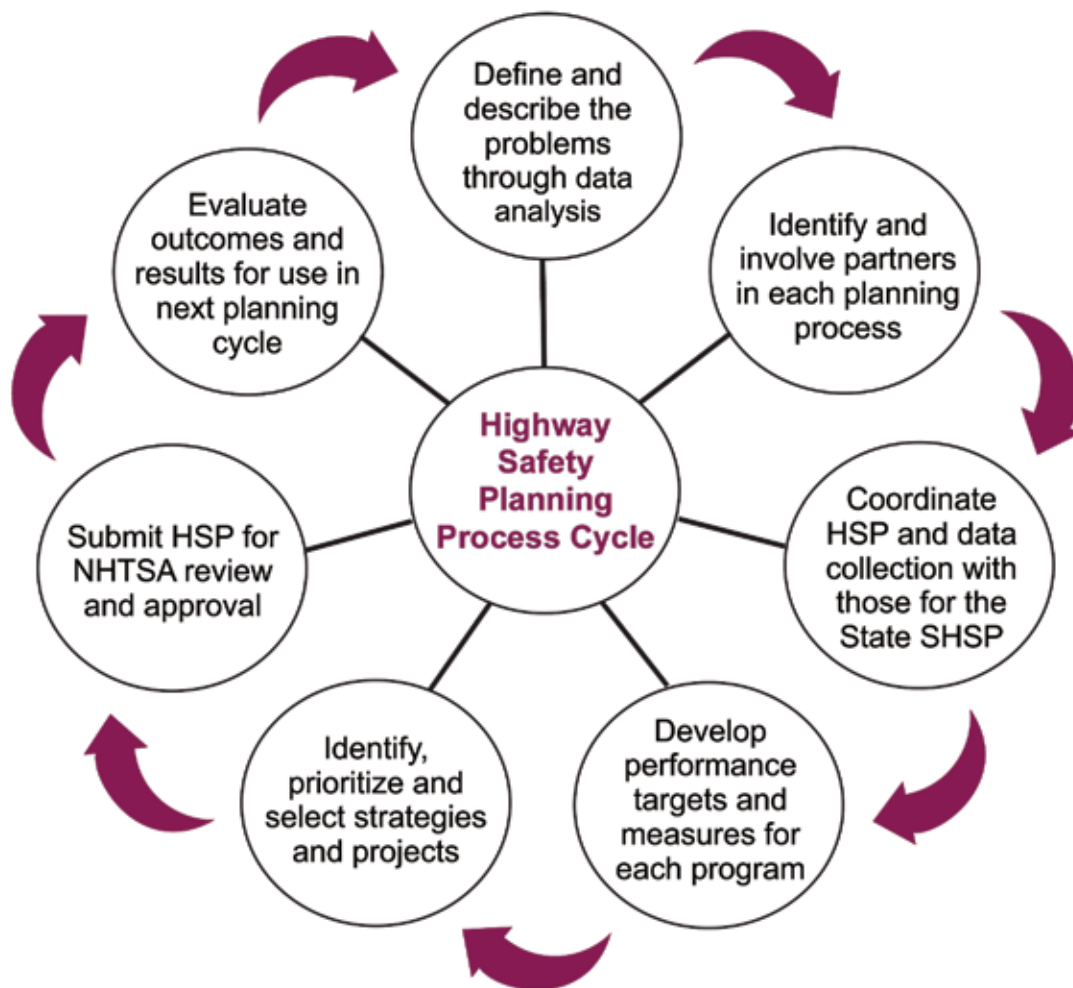 Define and
describe the
problems
through data
analysis
Identify and
involve partners
in each planning
process
Coordinate
HSP and data
collection with
those for the
State SHSP
Develop
performance
targets and
measures for
each program
Identify,
prioritize and
select strategies
and projects
Submit HSP for
NHTSA review
and approval
Evaluate
outcomes and
results for use in
next planning
cycle
Highway
Safety
Planning
Process Cycle